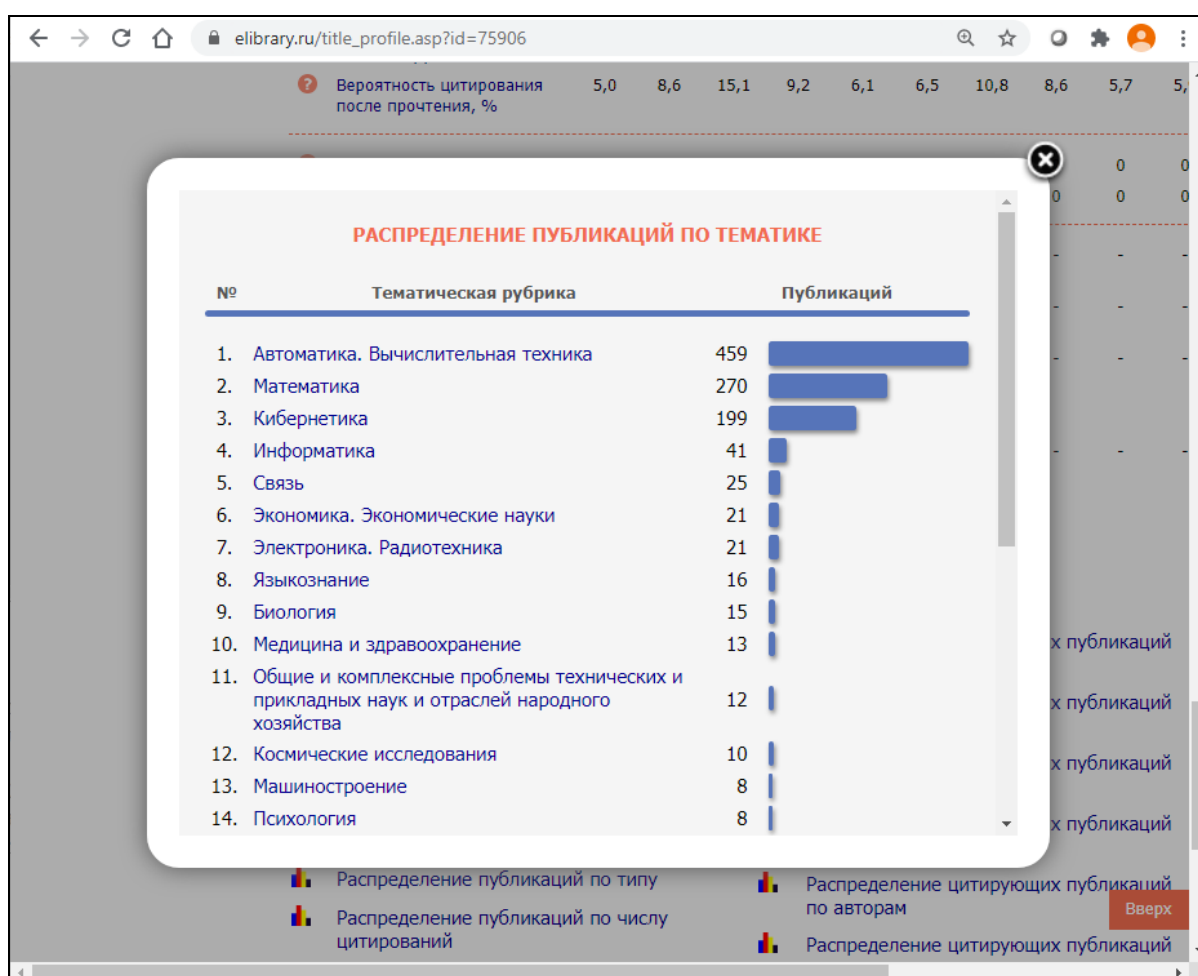 elibrary.ru/title_profile.asp?id=75906
Вероятность цитирования 5,0 8,6 15,1 9,2 6,1 6,5 10,8 8,6 5,7 5,
после прочтения, %
0 0
0 0 0
- - -
- - -
- - -
- - -
РАСПРЕДЕЛЕНИЕ ПУБЛИКАЦИЙ ПО ТЕМАТИКЕ
№ Тематическая рубрика Публикаций
1. Автоматика. Вычислительная техника 459
2. Математика 270
3. Кибернетика 199
4. Информатика 41
5. Связь 25
6. Экономика. Экономические науки 21
7. Электроника. Радиотехника 21
8. Языкознание 16
9. Биология 15
10. Медицина и здравоохранение 13
11. Общие и комплексные проблемы технических и
прикладных наук и отраслей народного 12
хозяйства
12. Космические исследования 10
13. Машиностроение 8
14. Психология 8
х публикаций
х публикаций
х публикаций
х публикаций
Распределение публикаций по типу
Распределение публикаций по числу
цитирований
Распределение цитирующих публикаций
по авторам
Вверх
Распределение цитирующих публикаций